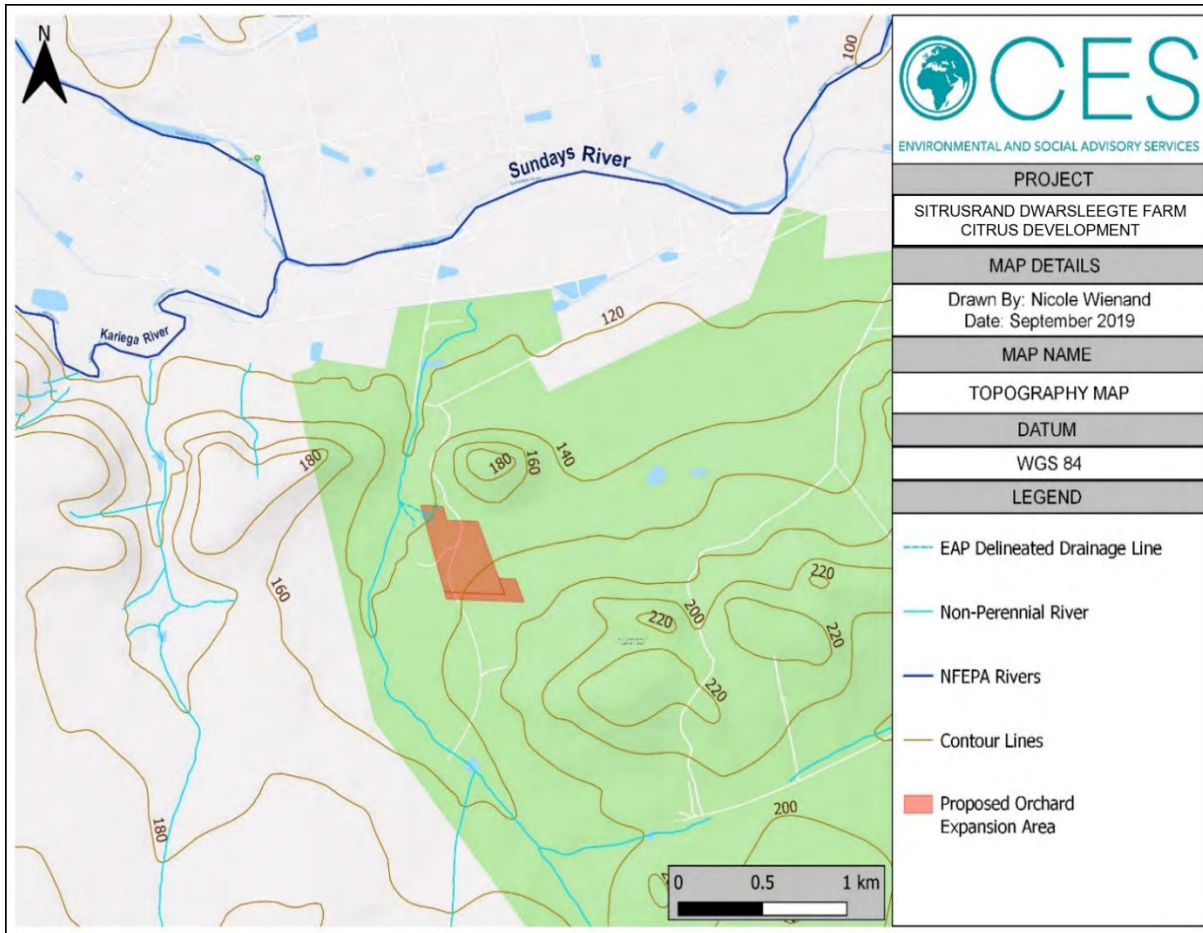 N
100
Sundays River
Kariega River
120
140
160
180
180
160
220
200
220
220
220
200
180
0 0.5 1 km
CES
ENVIRONMENTAL AND SOCIAL ADVISORY SERVICES
PROJECT
SITRUSRAND DWARSLEEGTE FARM
CITRUS DEVELOPMENT
MAP DETAILS
Drawn By: Nicole Wienand
Date: September 2019
MAP NAME
TOPOGRAPHY MAP
DATUM
WGS 84
LEGEND
EAP Delineated Drainage Line
Non-Perennial River
NFEPA Rivers
Contour Lines
Proposed Orchard
Expansion Area